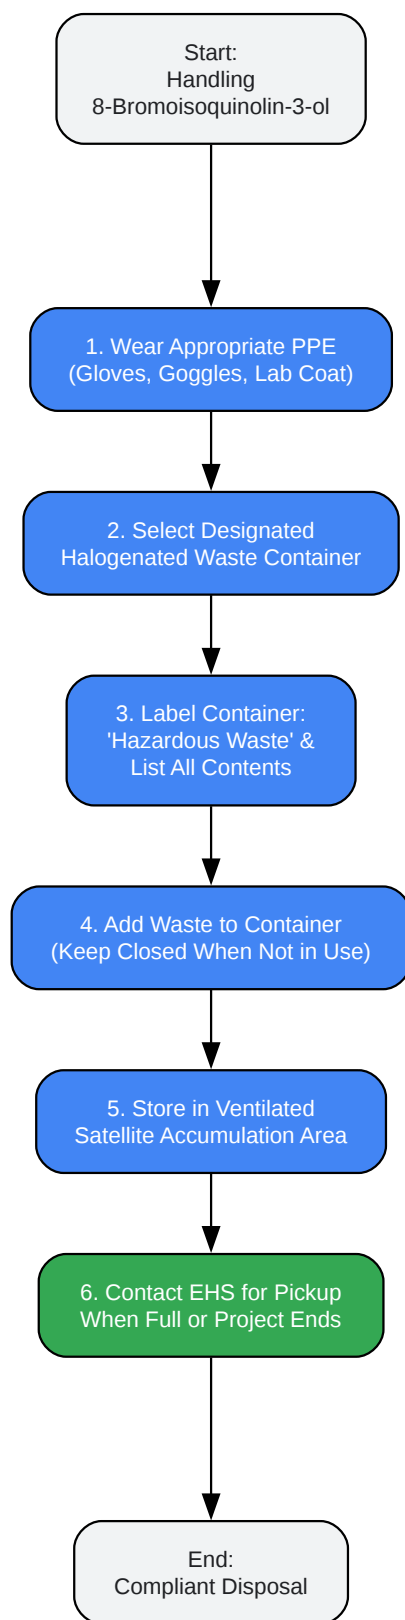 Start:
Handling
8-Bromoisoquinolin-3-ol
1. Wear Appropriate PPE
(Gloves, Goggles, Lab Coat)
2. Select Designated
Halogenated Waste Container
3. Label Container:
'Hazardous Waste' &
List All Contents
4. Add Waste to Container
(Keep Closed When Not in Use)
5. Store in Ventilated
Satellite Accumulation Area
6. Contact EHS for Pickup
When Full or Project Ends
End:
Compliant Disposal